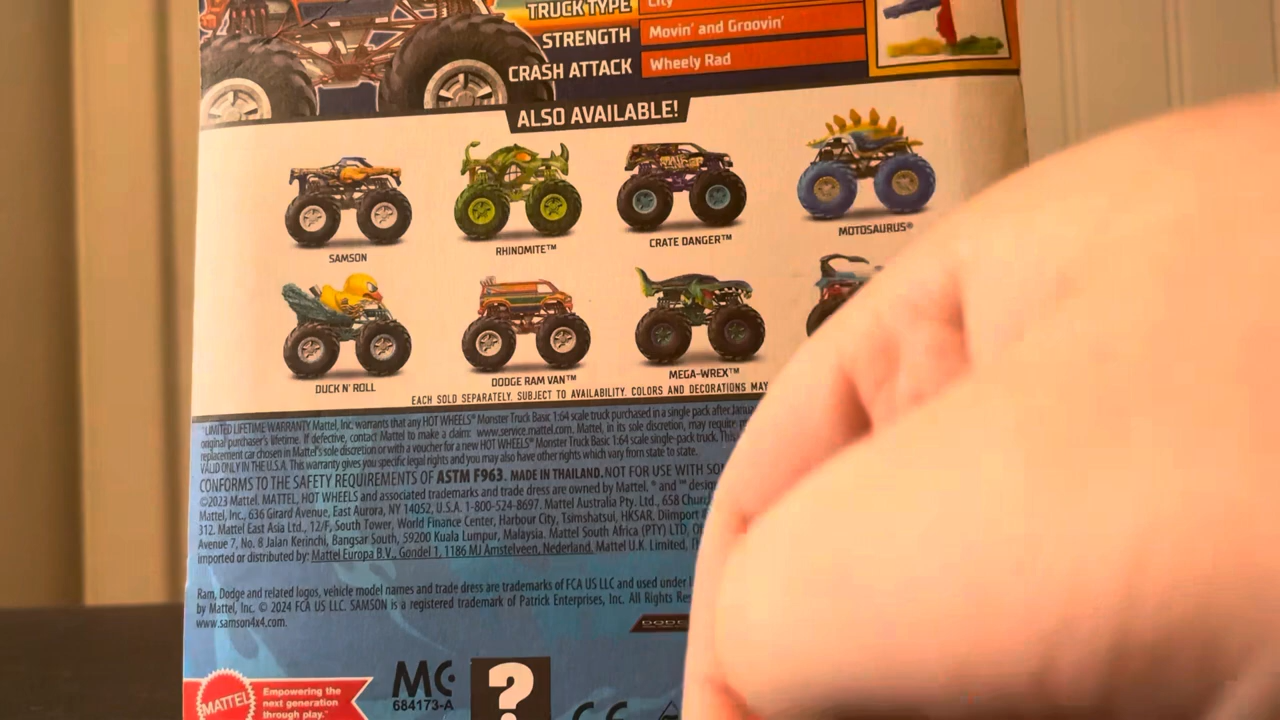 TRUCK TYPE City
STRENGTH Movin' and Groovin'
CRASH ATTACK Wheely Rad
ALSO AVAILABLE!
SAMSON
RHINOMITE™
CRATE DANGER™
MOTOSAURUS®
DUCK N' ROLL
DODGE RAM VAN™
MEGA-WREX™
EACH SOLD SEPARATELY. SUBJECT TO AVAILABILITY. COLORS AND DECORATIONS MAY
LIMITED LIFETIME WARRANTY Mattel, Inc. warrants that any HOT WHEELS® Monster Truck Basic 1:64 scale truck purchased in a single pack after
original purchaser's lifetime. If defective, contact Mattel to make a claim: www.service.mattel.com. Mattel, in its sole discretion, may require
replacement car chosen in Mattel's sole discretion or with a voucher for a new HOT WHEELS® Monster Truck Basic 1:64 scale single-pack truck. This
VALID ONLY IN THE U.S.A. This warranty gives you specific legal rights and you may also have other rights which vary from state to state.
CONFORMS TO THE SAFETY REQUIREMENTS OF ASTM F963. MADE IN THAILAND. NOT FOR USE WITH
©2023 Mattel. MATTEL, HOT WHEELS and associated trademarks and trade dress are owned by Mattel. ® and ™
Mattel, Inc., 636 Girard Avenue, East Aurora, NY 14052, U.S.A. 1-800-524-8697. Mattel Australia Pty. Ltd., 658
312. Mattel East Asia Ltd., 12/F, South Tower, World Finance Center, Harbour City, Tsimshatsui, HKSAR. Diimport
Avenue 7, No. 8 Jalan Kerinchi, Bangsar South, 59200 Kuala Lumpur, Malaysia. Mattel South Africa (PTY) LTD,
imported or distributed by: Mattel Europa B.V., Gondel 1, 1186 MJ Amstelveen, Nederland. Mattel U.K. Limited,
Ram, Dodge and related logos, vehicle model names and trade dress are trademarks of FCA US LLC and used under
by Mattel, Inc. © 2024 FCA US LLC. SAMSON is a registered trademark of Patrick Enterprises, Inc. All Rights
www.samson4x4.com.
DODGE
MATTEL
Empowering the
next generation
through play.™
MC
684173-A
?
CE